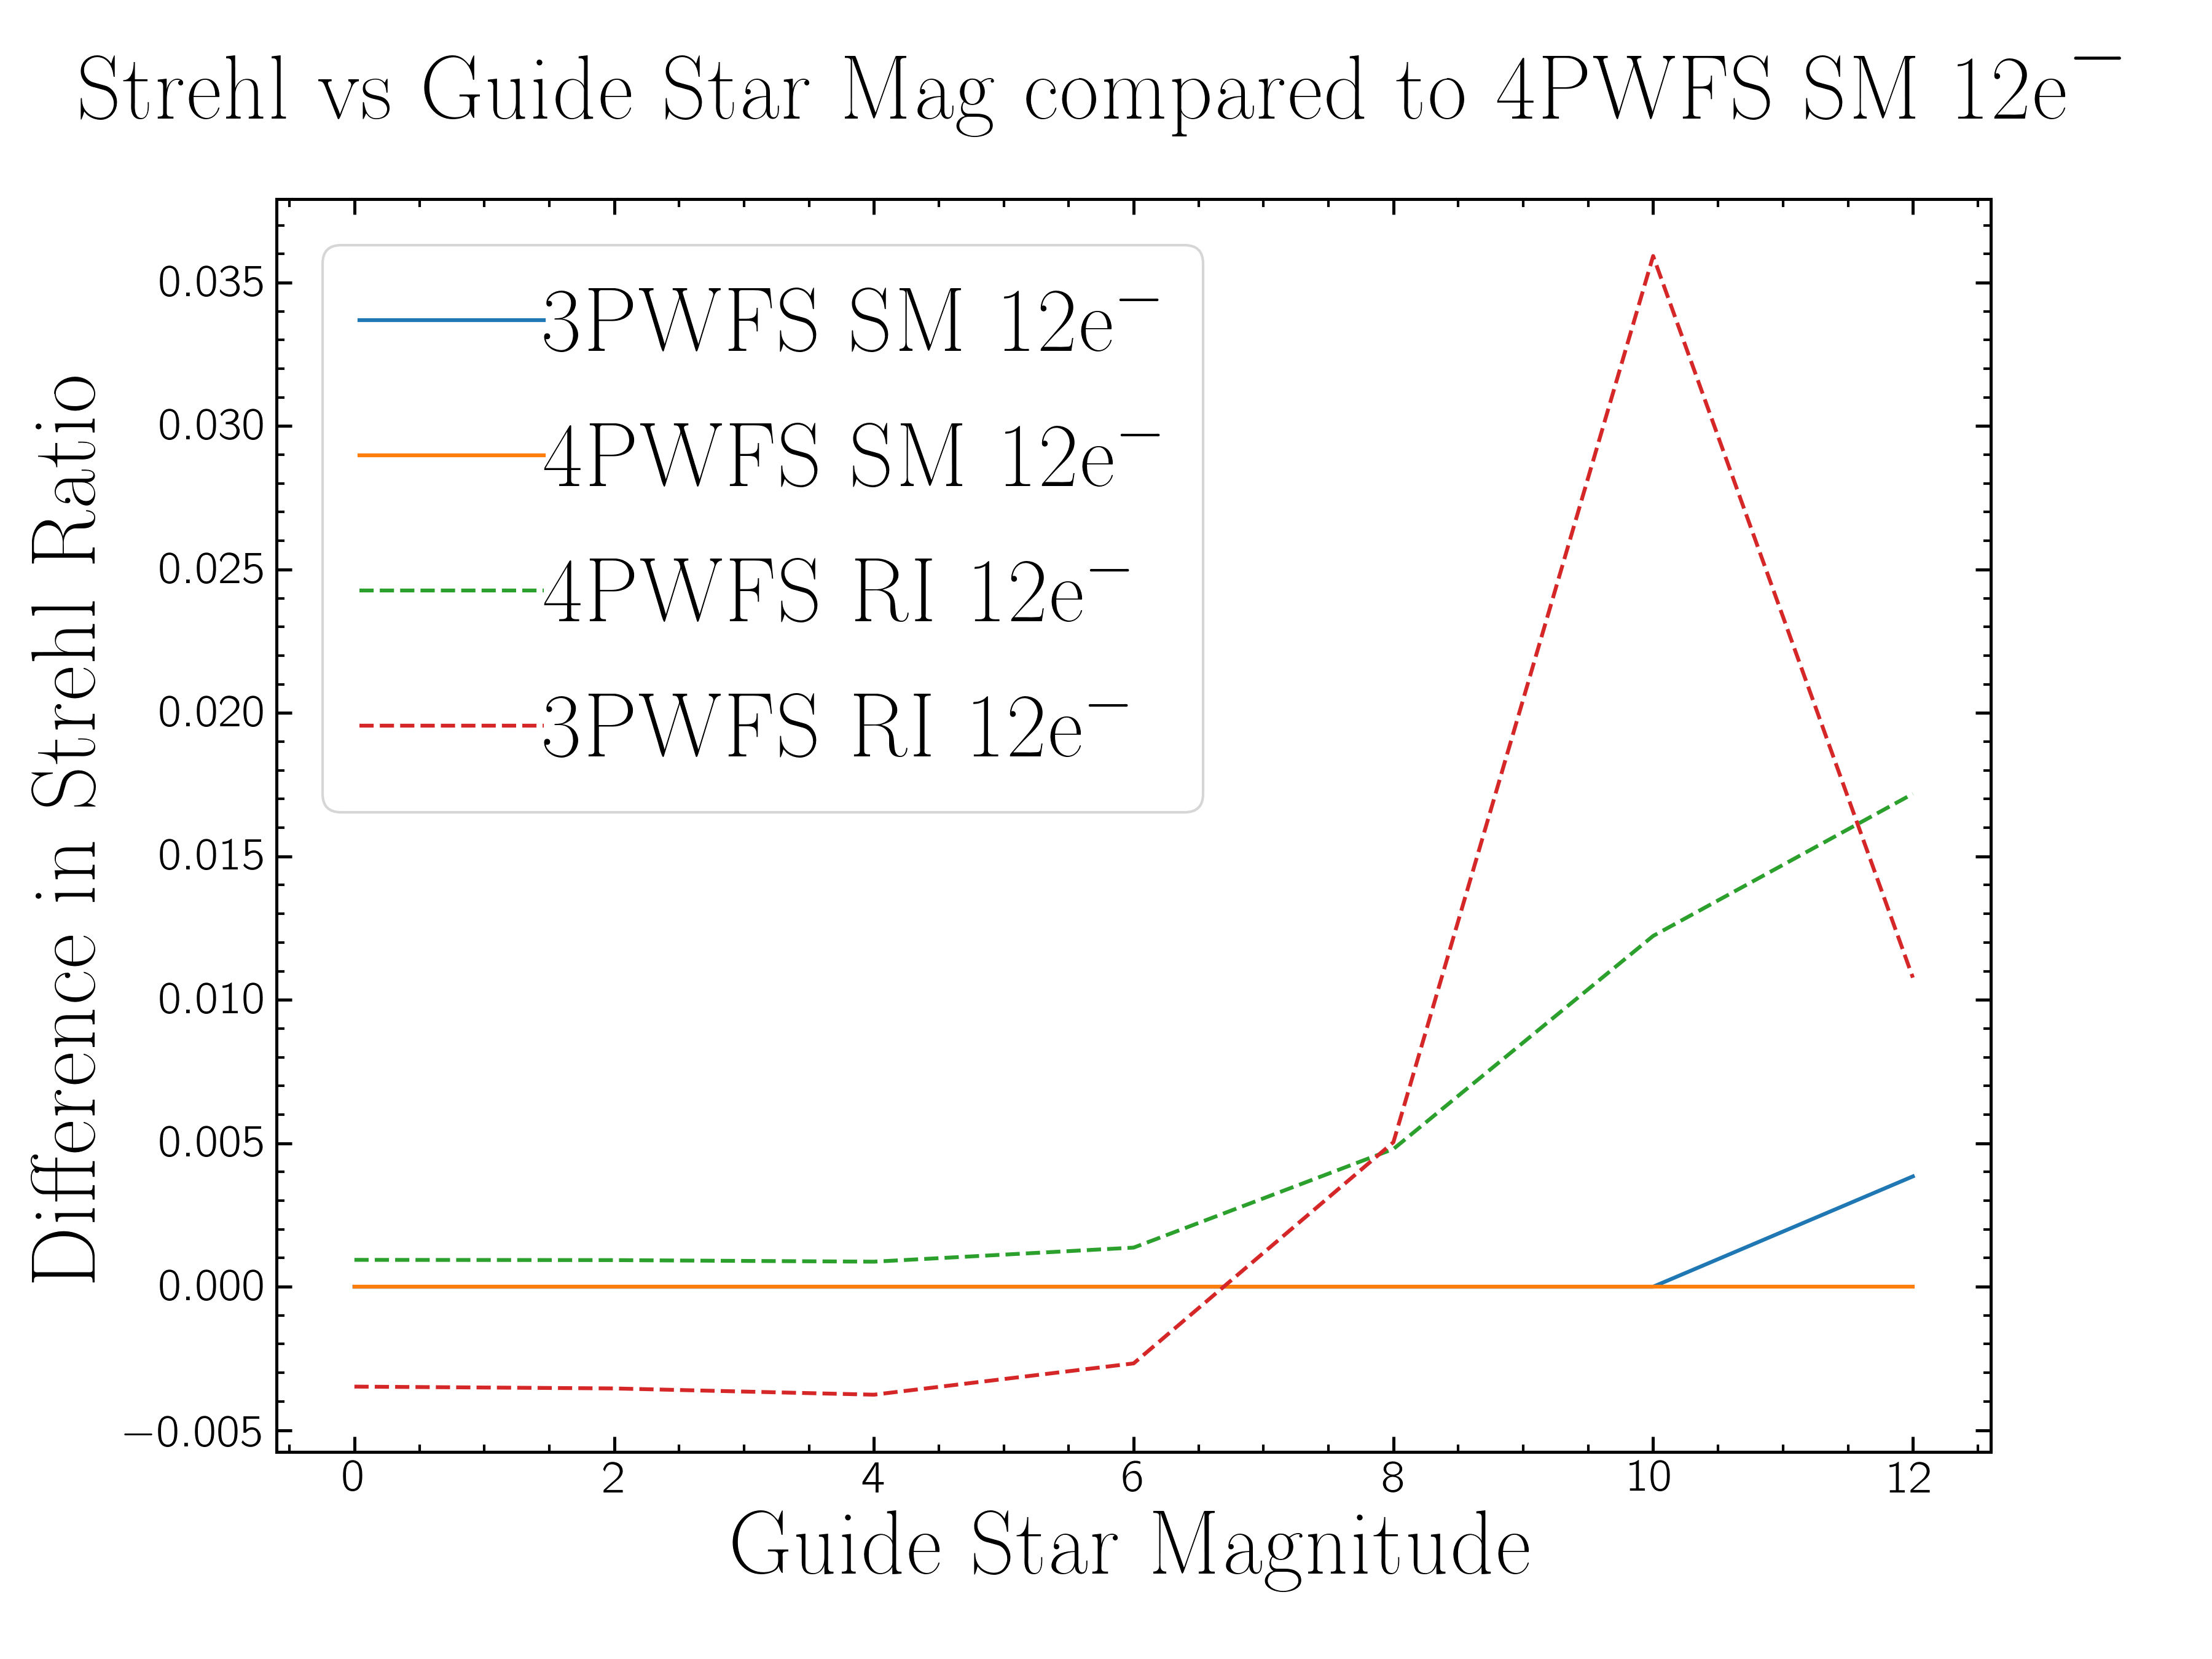 Strehl vs Guide Star Mag compared to 4PWFS SM 12e⁻
Difference in Strehl Ratio
0.035
0.030
0.025
0.020
0.015
0.010
0.005
0.000
−0.005
3PWFS SM 12e⁻
4PWFS SM 12e⁻
4PWFS RI 12e⁻
3PWFS RI 12e⁻
0 2 4 6 8 10 12
Guide Star Magnitude